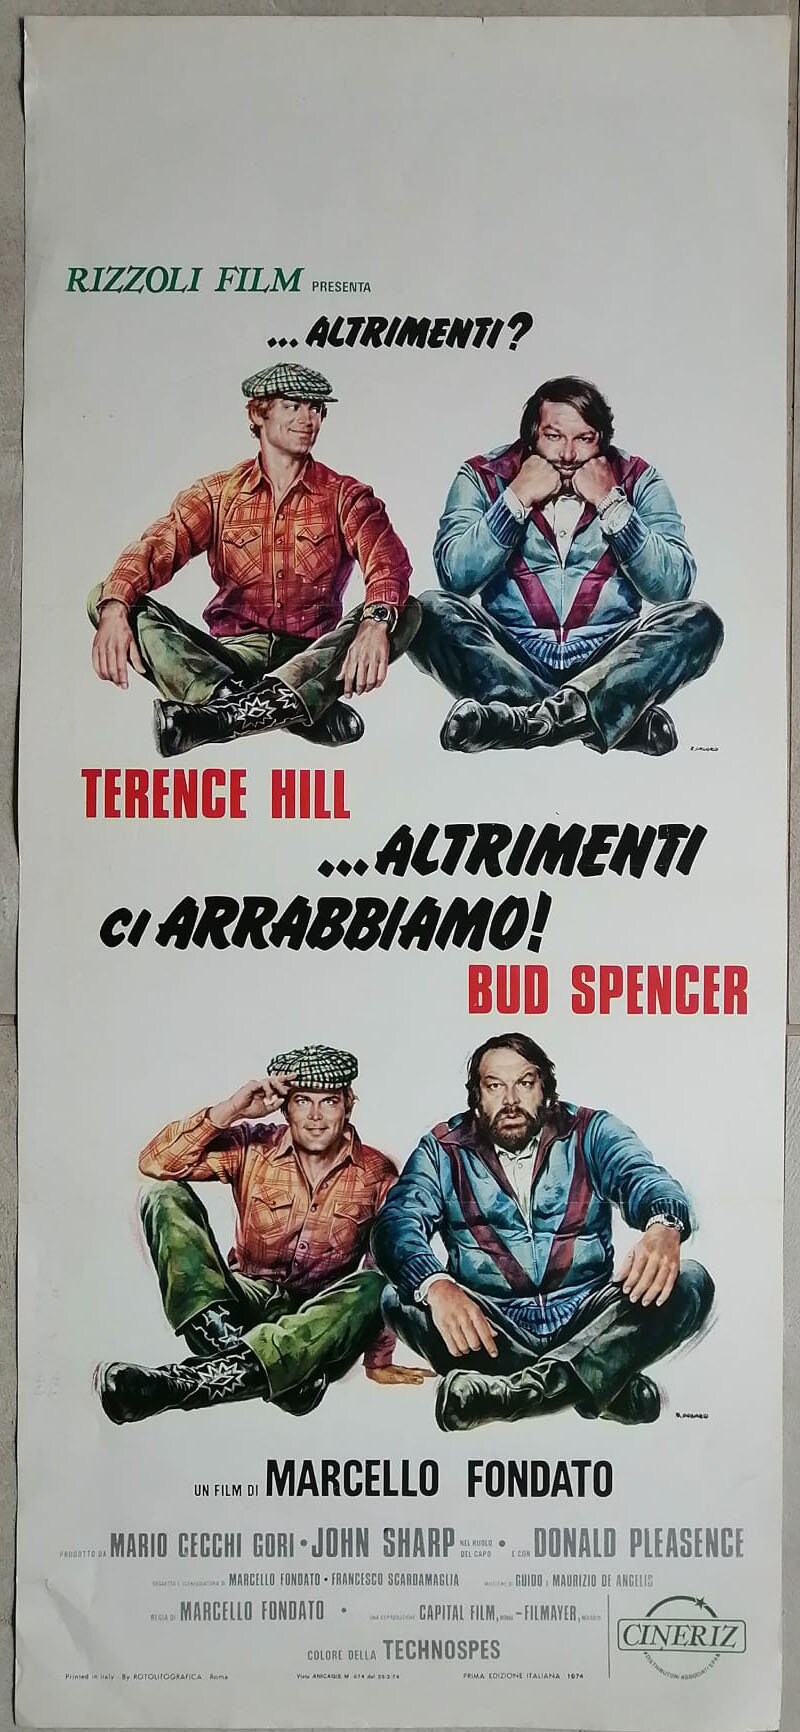 RIZZOLI FILM PRESENTA
...ALTRIMENTI?
TERENCE HILL
...ALTRIMENTI
CI ARRABBIAMO!
BUD SPENCER
UN FILM DI MARCELLO FONDATO
PRODOTTO DA MARIO CECCHI GORI • JOHN SHARP NEL RUOLO DEL CAPO • E CON DONALD PLEASENCE
SOGGETTO E SCENEGGIATURA DI MARCELLO FONDATO • FRANCESCO SCARDAMAGLIA MUSICHE DI GUIDO E MAURIZIO DE ANGELIS
REGIA DI MARCELLO FONDATO • UNA COPRODUZIONE CAPITAL FILM, ROMA - FILMAYER, MADRID
COLORE DELLA TECHNOSPES
CINERIZ
DISTRIBUTORI ASSOCIATI S.P.A.
Printed in Italy - By ROTOLITOGRAFICA - Roma
PRIMA EDIZIONE ITALIANA 1974